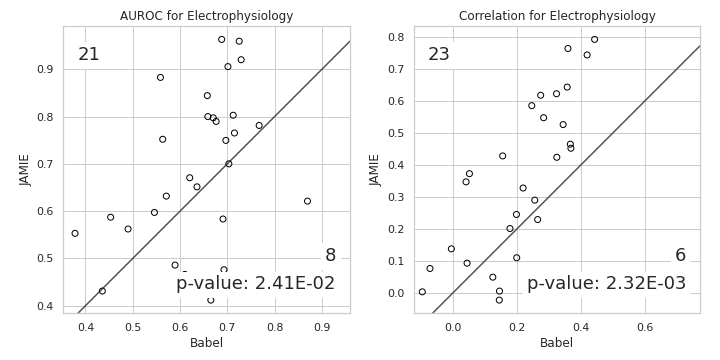 AUROC for Electrophysiology
21
JAMIE
0.9
0.8
0.7
0.6
0.5
0.4
8
p-value: 2.41E-02
0.4 0.5 0.6 0.7 0.8 0.9
Babel
Correlation for Electrophysiology
23
JAMIE
0.8
0.7
0.6
0.5
0.4
0.3
0.2
0.1
0.0
6
p-value: 2.32E-03
0.0 0.2 0.4 0.6
Babel